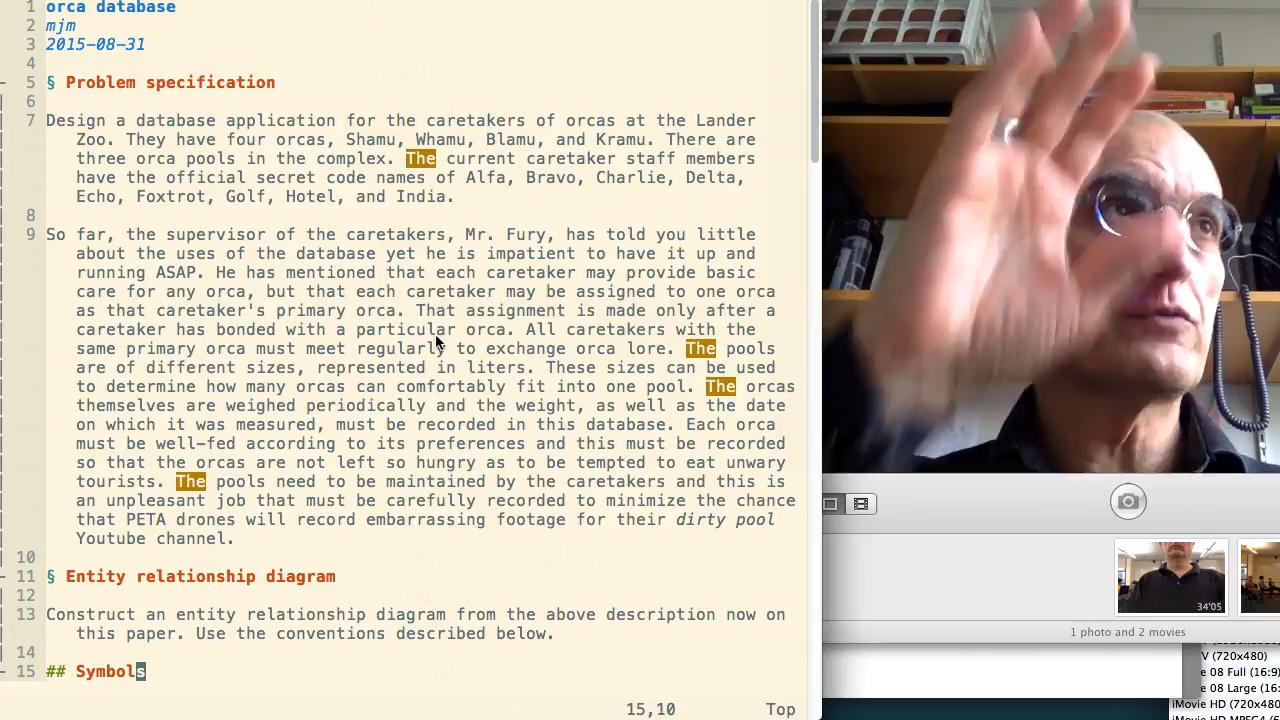 1 orca database
2 mjm
3 2015-08-31
4
5 § Problem specification
6
7 Design a database application for the caretakers of orcas at the Lander
Zoo. They have four orcas, Shamu, Whamu, Blamu, and Kramu. There are
three orca pools in the complex. The current caretaker staff members
have the official secret code names of Alfa, Bravo, Charlie, Delta,
Echo, Foxtrot, Golf, Hotel, and India.
8
9 So far, the supervisor of the caretakers, Mr. Fury, has told you little
about the uses of the database yet he is impatient to have it up and
running ASAP. He has mentioned that each caretaker may provide basic
care for any orca, but that each caretaker may be assigned to one orca
as that caretaker's primary orca. That assignment is made only after a
caretaker has bonded with a particular orca. All caretakers with the
same primary orca must meet regularly to exchange orca lore. The pools
are of different sizes, represented in liters. These sizes can be used
to determine how many orcas can comfortably fit into one pool. The orcas
themselves are weighed periodically and the weight, as well as the date
on which it was measured, must be recorded in this database. Each orca
must be well-fed according to its preferences and this must be recorded
so that the orcas are not left so hungry as to be tempted to eat unwary
tourists. The pools need to be maintained by the caretakers and this is
an unpleasant job that must be carefully recorded to minimize the chance
that PETA drones will record embarrassing footage for their dirty pool
Youtube channel.
10
11 § Entity relationship diagram
12
13 Construct an entity relationship diagram from the above description now on
this paper. Use the conventions described below.
14
15 ## Symbols
15,10 Top
34'05
1 photo and 2 movies
V (720x480)
e 08 Full (16:9)
e 08 Large (16:
iMovie HD (720x480)